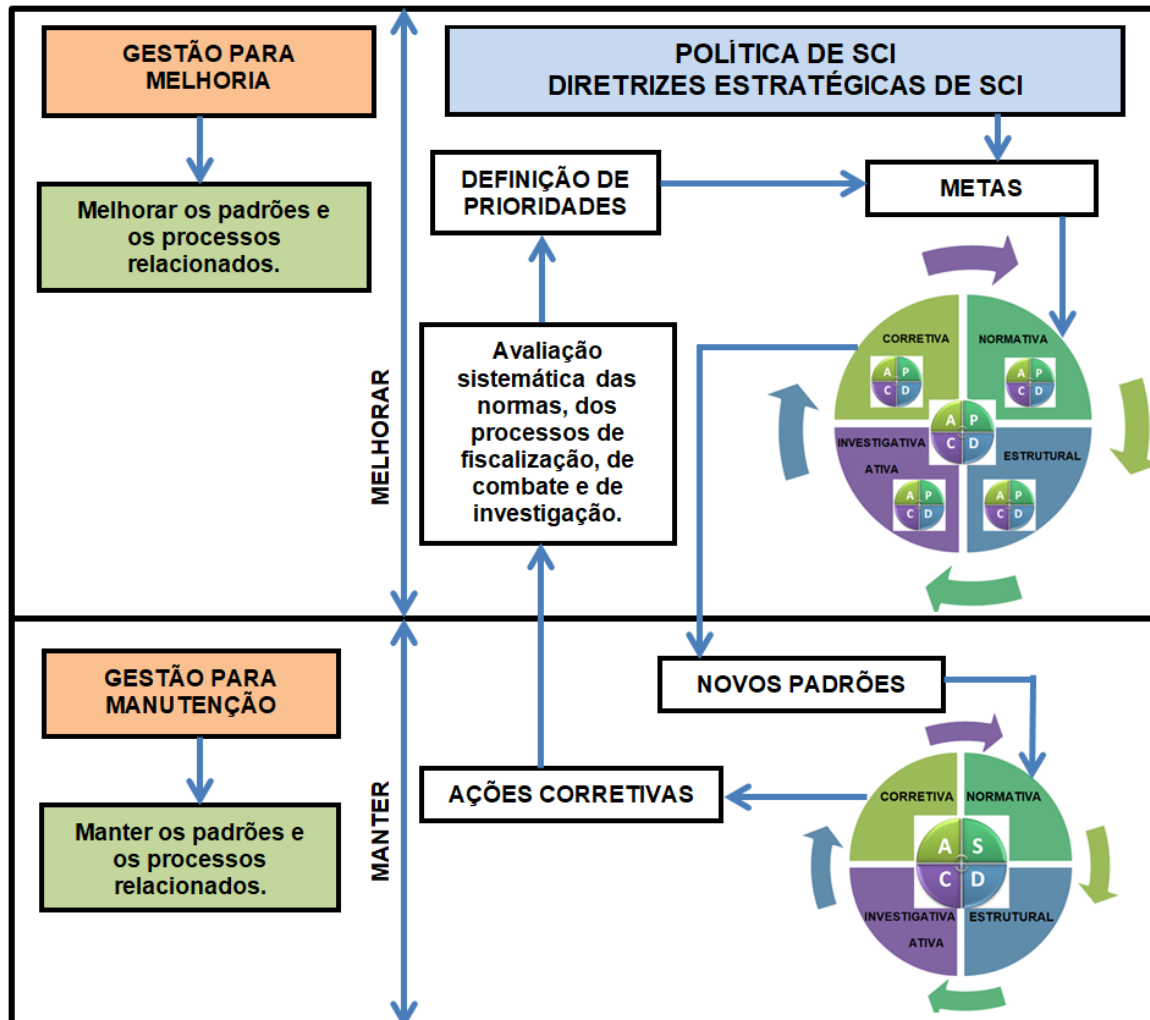 GESTÃO PARA
MELHORIA
POLÍTICA DE SCI
DIRETRIZES ESTRATÉGICAS DE SCI
Melhorar os padrões e
os processos
relacionados.
DEFINIÇÃO DE
PRIORIDADES
METAS
MELHORAR
Avaliação
sistemática das
normas, dos
processos de
fiscalização, de
combate e de
investigação.
CORRETIVA
NORMATIVA
A P
C D
A P
C D
A P
C D
INVESTIGATIVA
ATIVA
ESTRUTURAL
A P
C D
A P
C D
GESTÃO PARA
MANUTENÇÃO
NOVOS PADRÕES
MANTER
AÇÕES CORRETIVAS
Manter os padrões e
os processos
relacionados.
CORRETIVA
NORMATIVA
A S
C D
INVESTIGATIVA
ATIVA
ESTRUTURAL